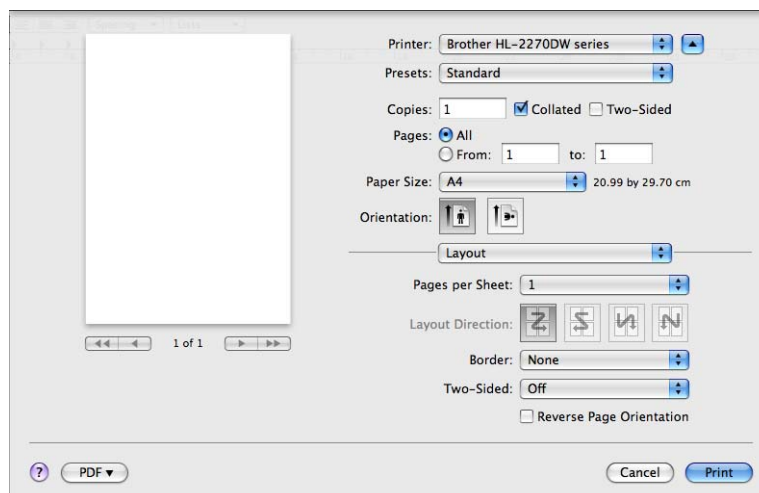 Spacing
Lists
Printer: Brother HL-2270DW series
Presets: Standard
Copies: 1 Collated Two-Sided
Pages: All
From: 1 to: 1
Paper Size: A4 20.99 by 29.70 cm
Orientation:
Layout
Pages per Sheet: 1
Layout Direction:
Border: None
Two-Sided: Off
Reverse Page Orientation
1 of 1
? PDF Cancel Print